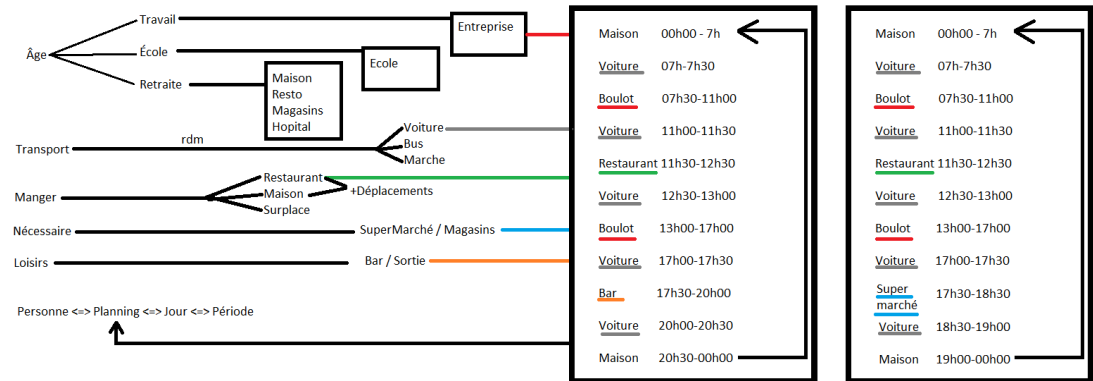 Âge
Travail
École
Retraite
Entreprise
Ecole
Maison
Resto
Magasins
Hopital
Transport
rdm
Voiture
Bus
Marche
Manger
Restaurant
Maison
Surplace
+Déplacements
Nécessaire
SuperMarché / Magasins
Loisirs
Bar / Sortie
Personne <=> Planning <=> Jour <=> Période
Maison 00h00 - 7h
Voiture 07h-7h30
Boulot 07h30-11h00
Voiture 11h00-11h30
Restaurant 11h30-12h30
Voiture 12h30-13h00
Boulot 13h00-17h00
Voiture 17h00-17h30
Bar 17h30-20h00
Voiture 20h00-20h30
Maison 20h30-00h00
Maison 00h00 - 7h
Voiture 07h-7h30
Boulot 07h30-11h00
Voiture 11h00-11h30
Restaurant 11h30-12h30
Voiture 12h30-13h00
Boulot 13h00-17h00
Voiture 17h00-17h30
Super 17h30-18h30
marché
Voiture 18h30-19h00
Maison 19h00-00h00